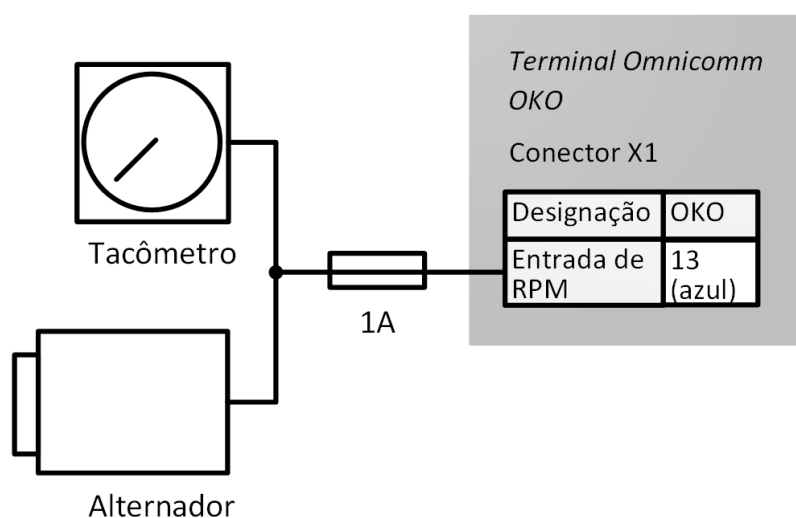 Terminal Omnicomm
OKO
Conector X1
Designação OKO
Entrada de 13
RPM (azul)
Tacômetro
1A
Alternador